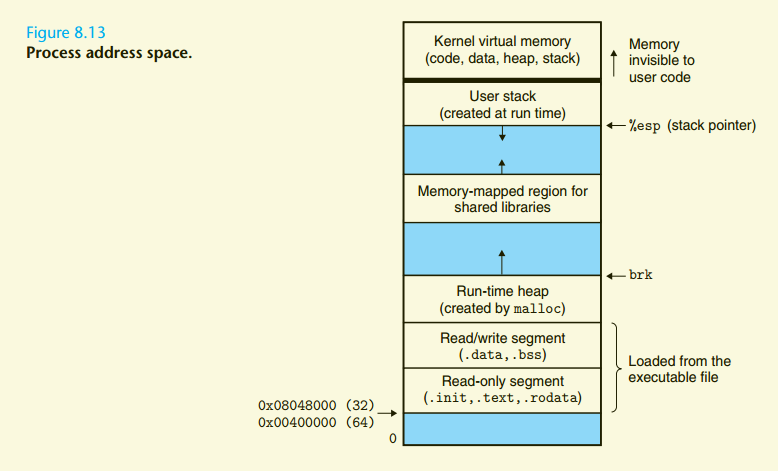 Figure 8.13
Process address space.
Kernel virtual memory
(code, data, heap, stack)
Memory
invisible to
user code
User stack
(created at run time)
%esp (stack pointer)
Memory-mapped region for
shared libraries
brk
Run-time heap
(created by malloc)
Read/write segment
(.data,.bss)
Loaded from the
executable file
Read-only segment
(.init,.text,.rodata)
0x08048000 (32)
0x00400000 (64)
0